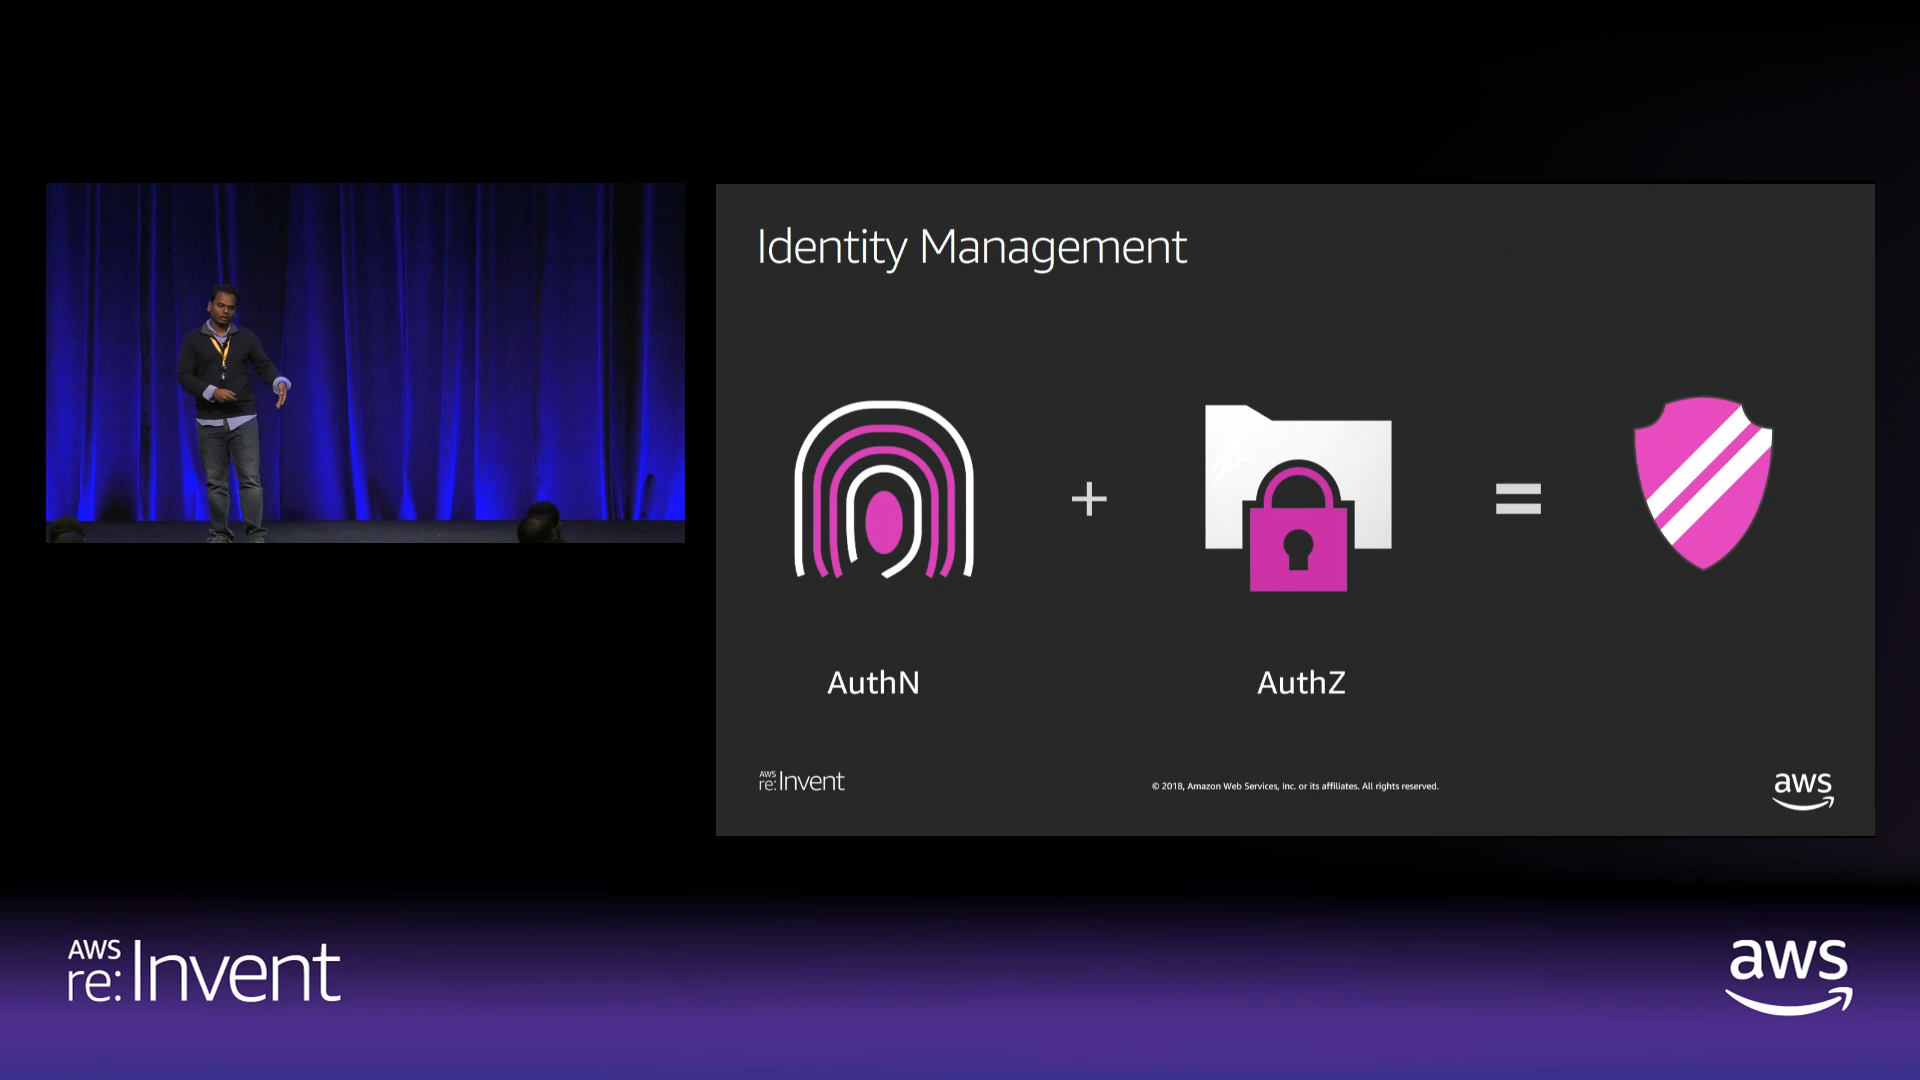 Identity Management
+
=
AuthN
AuthZ
AWS
re:Invent
© 2018, Amazon Web Services, Inc. or its affiliates. All rights reserved.
aws
AWS
re:Invent
aws